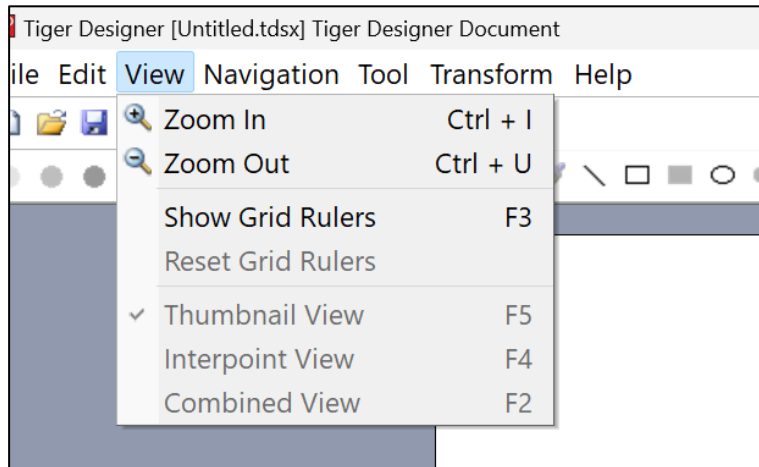 Tiger Designer [Untitled.tdsx] Tiger Designer Document
ile Edit View Navigation Tool Transform Help
Zoom In Ctrl + I
Zoom Out Ctrl + U
Show Grid Rulers F3
Reset Grid Rulers
Thumbnail View F5
Interpoint View F4
Combined View F2